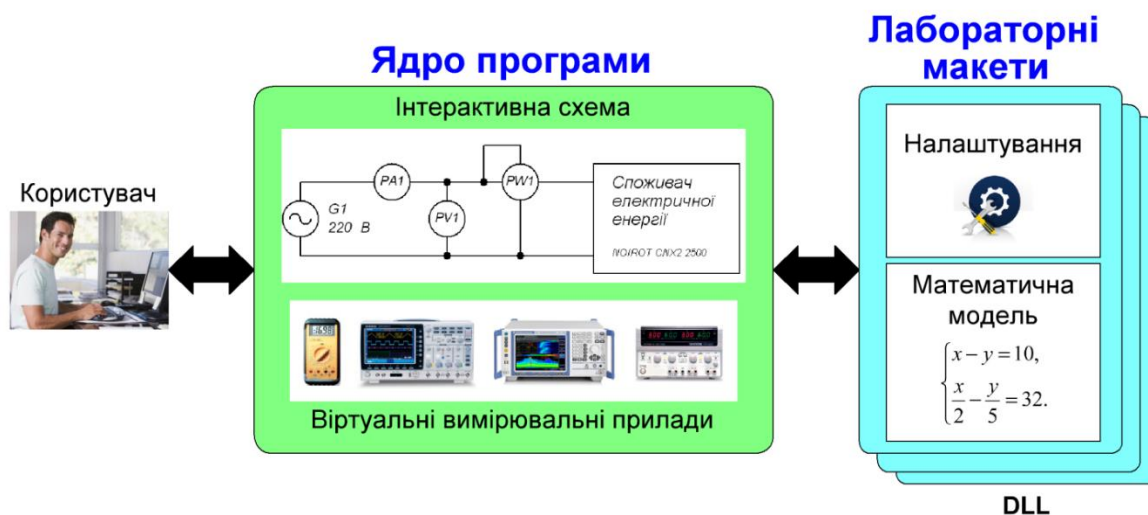 Користувач
Ядро програми
Інтерактивна схема
PA1
PW1
PV1
G1
220 В
Споживач
електричної
енергії
NOIROT CNX2 2500
Віртуальні вимірювальні прилади
Лабораторні
макети
Налаштування
Математична
модель
x − y = 10,
x/2 − y/5 = 32.
DLL